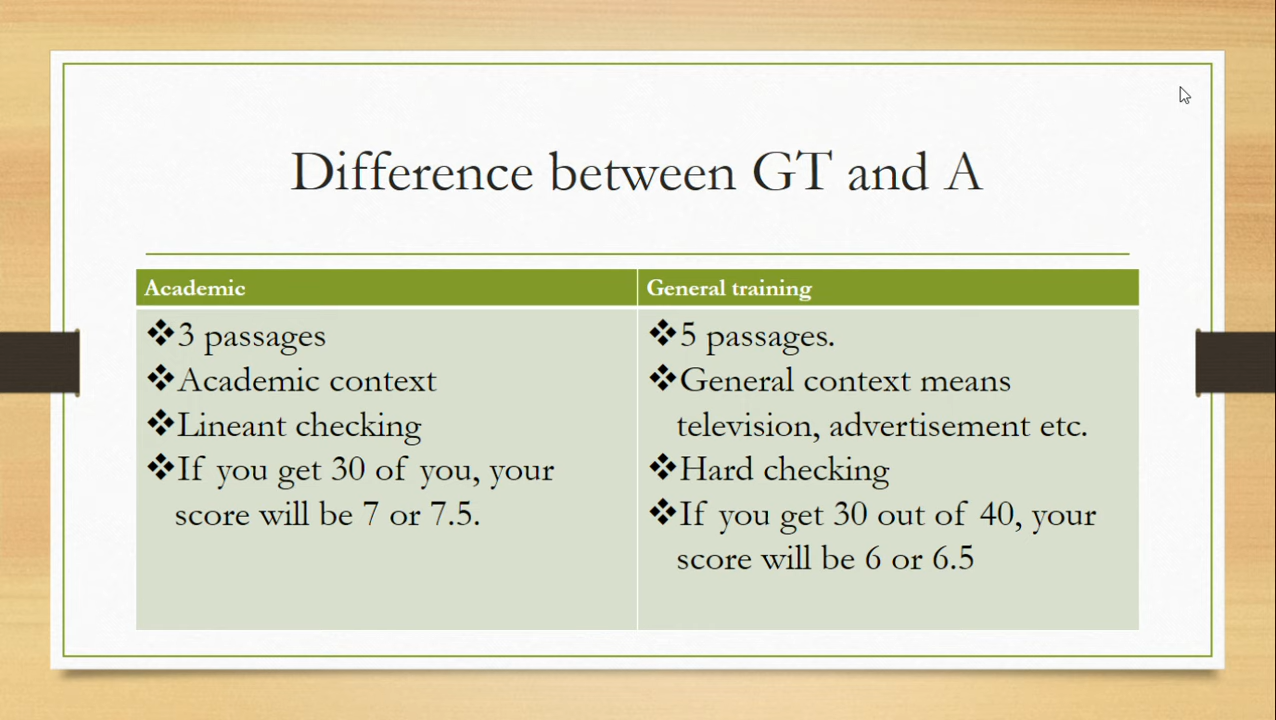 Difference between GT and A
Academic
❖3 passages
❖Academic context
❖Lineant checking
❖If you get 30 of you, your
score will be 7 or 7.5.
General training
❖5 passages.
❖General context means
television, advertisement etc.
❖Hard checking
❖If you get 30 out of 40, your
score will be 6 or 6.5